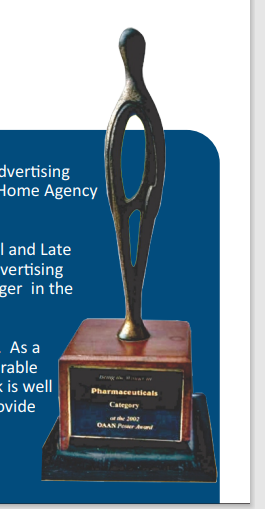 dvertising
Home Agency
l and Late
vertising
ger in the
. As a
rable
k is well
ovide
Being the Winner in
Pharmaceuticals
Category
at the 2002
OAAN Poster Award